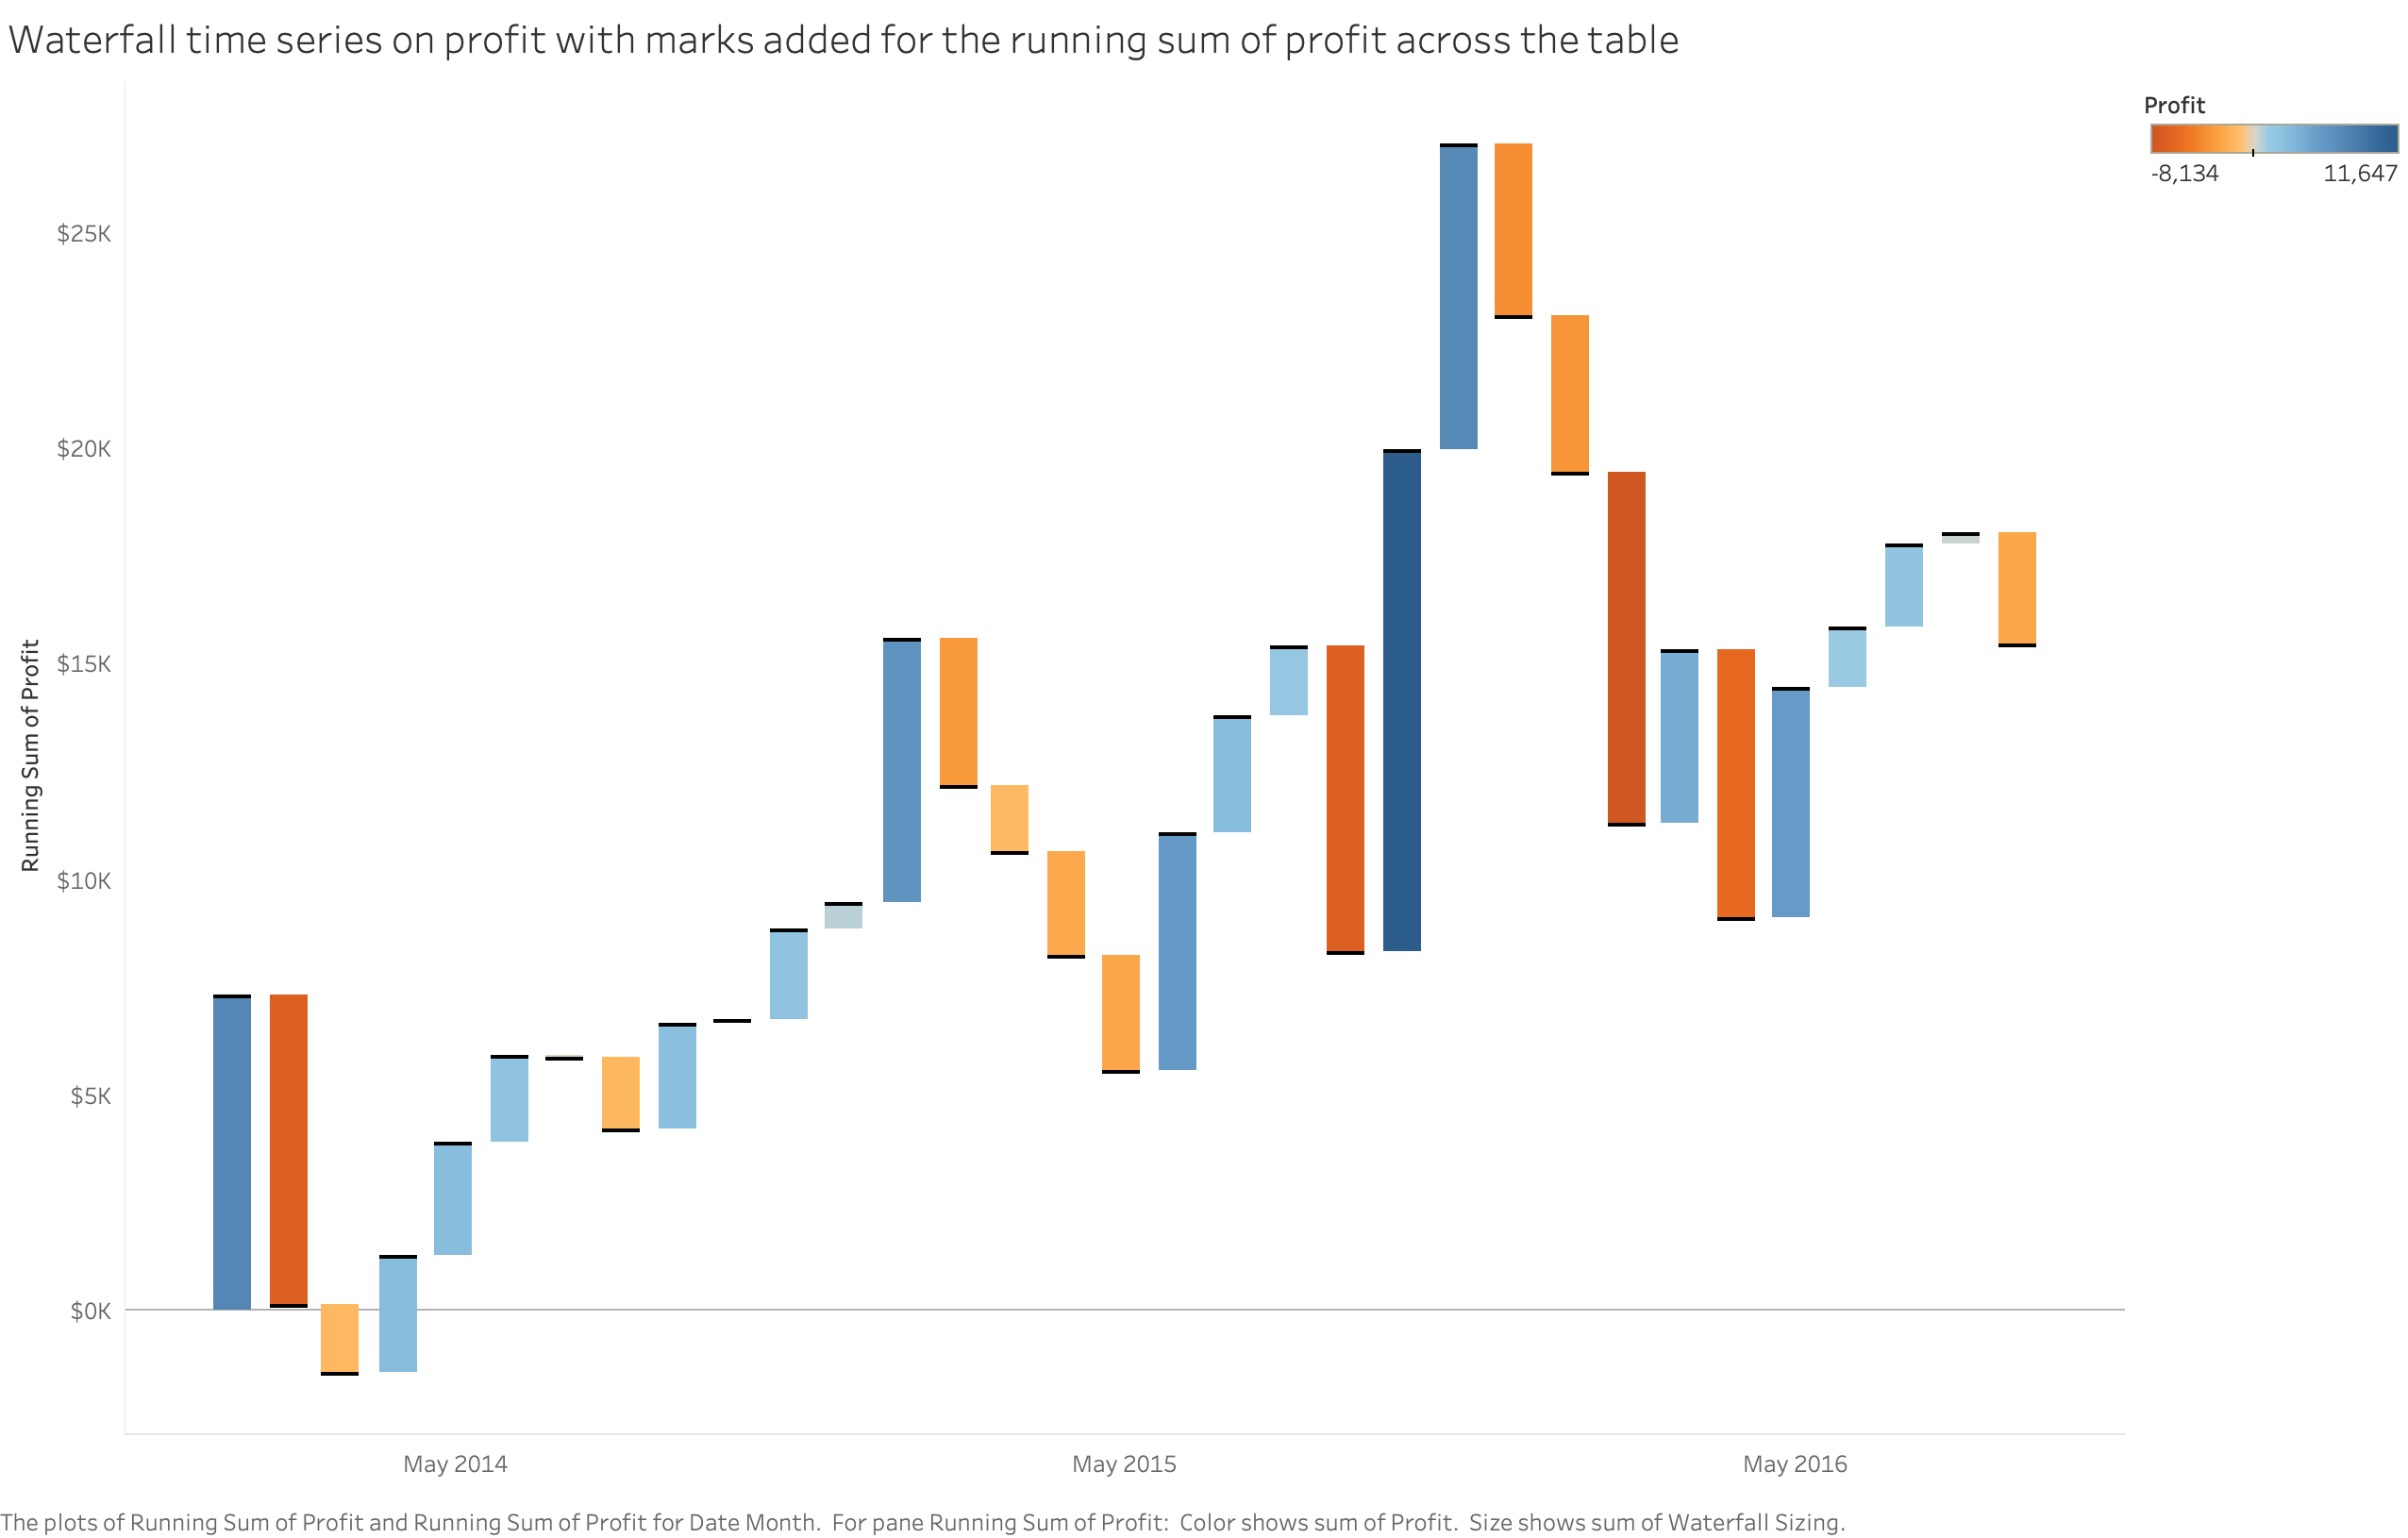 Waterfall time series on profit with marks added for the running sum of profit across the table
Profit
-8,134 11,647
$25K
$20K
$15K
$10K
$5K
$0K
Running Sum of Profit
May 2014 May 2015 May 2016
The plots of Running Sum of Profit and Running Sum of Profit for Date Month.  For pane Running Sum of Profit:  Color shows sum of Profit.  Size shows sum of Waterfall Sizing.